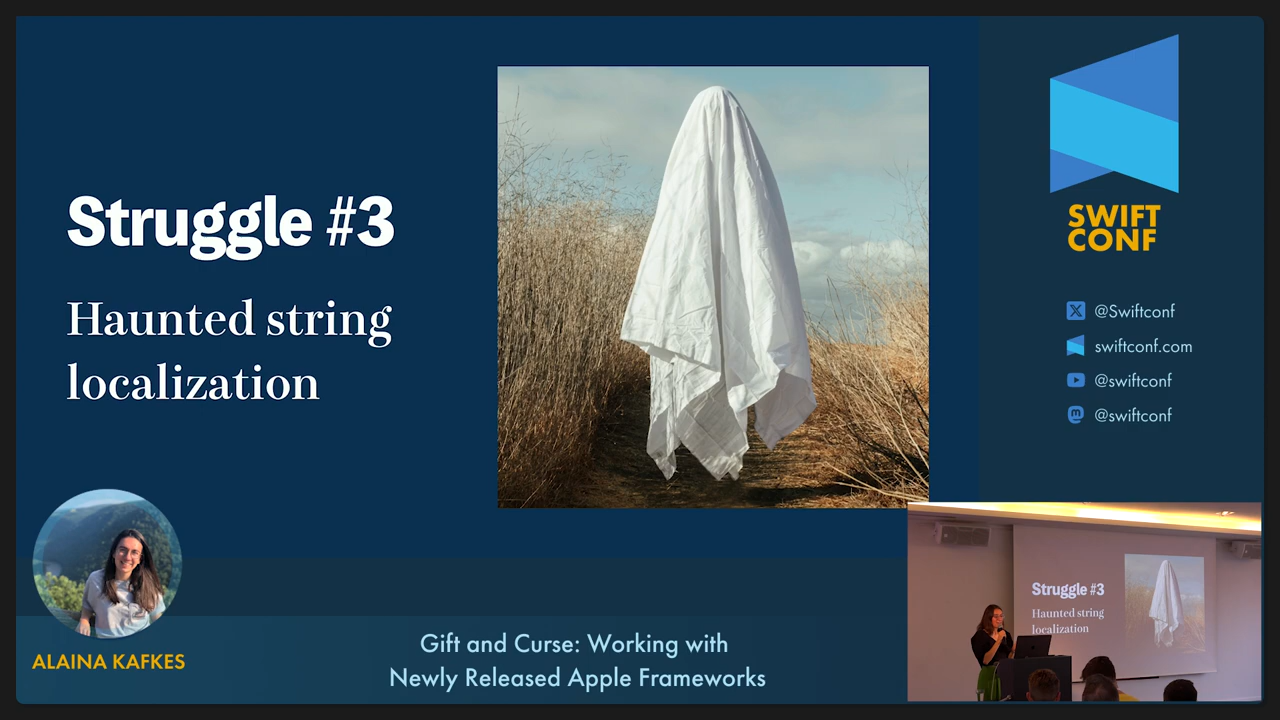 Struggle #3
Haunted string
localization
SWIFT
CONF
@Swiftconf
swiftconf.com
@swiftconf
@swiftconf
ALAINA KAFKES
Gift and Curse: Working with
Newly Released Apple Frameworks
Struggle #3
Haunted string
localization